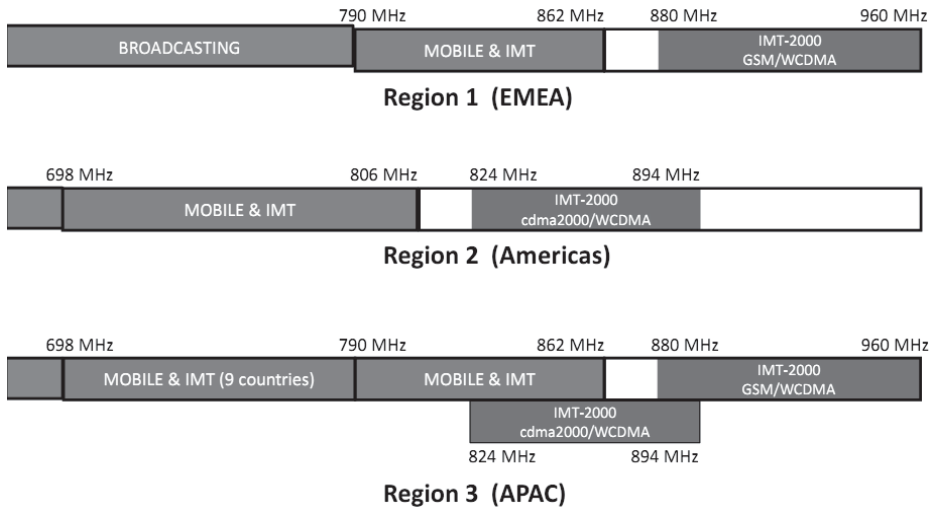 790 MHz 862 MHz 880 MHz 960 MHz
BROADCASTING MOBILE & IMT IMT-2000
GSM/WCDMA
Region 1 (EMEA)
698 MHz 806 MHz 824 MHz 894 MHz
MOBILE & IMT IMT-2000
cdma2000/WCDMA
Region 2 (Americas)
698 MHz 790 MHz 862 MHz 880 MHz 960 MHz
MOBILE & IMT (9 countries) MOBILE & IMT IMT-2000
GSM/WCDMA
IMT-2000
cdma2000/WCDMA
824 MHz 894 MHz
Region 3 (APAC)